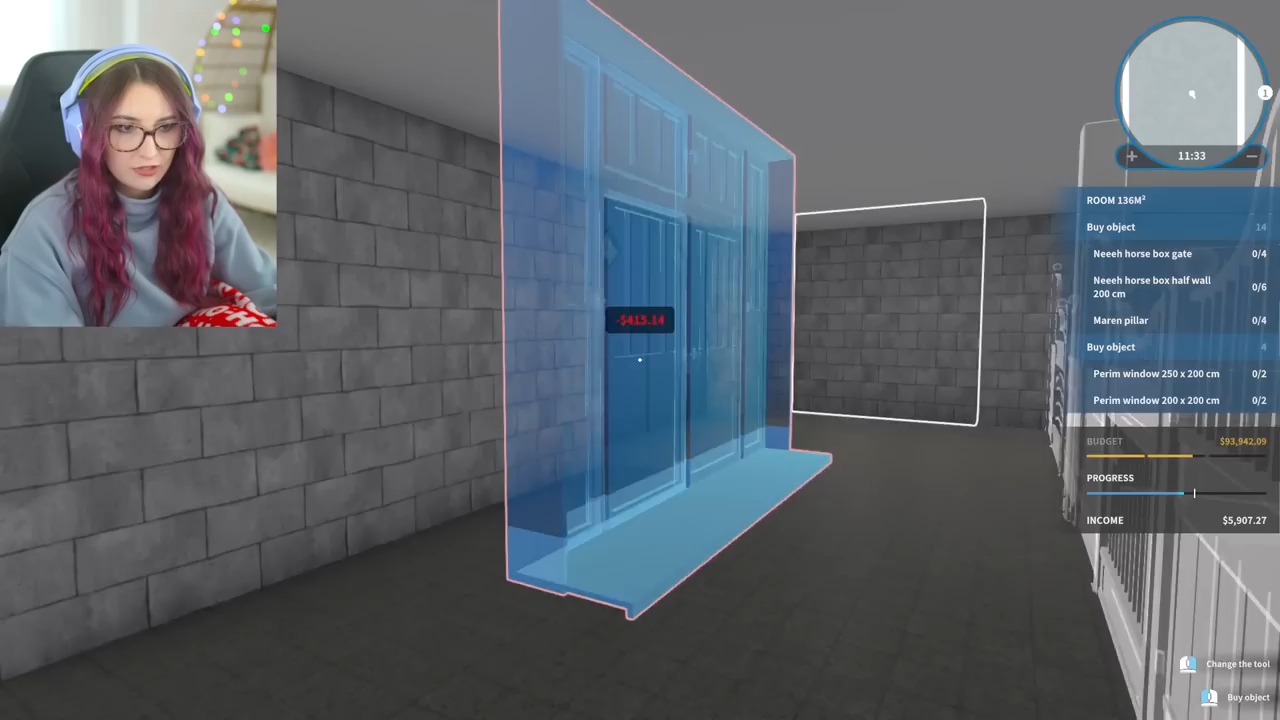 1
+ 11:33 −
ROOM 136M²
Buy object 14
Neeeh horse box gate 0/4
Neeeh horse box half wall
200 cm 0/6
Maren pillar 0/4
Buy object 4
Perim window 250 x 200 cm 0/2
Perim window 200 x 200 cm 0/2
BUDGET $93,942.09
PROGRESS
INCOME $5,907.27
-$413.14
Change the tool
Buy object